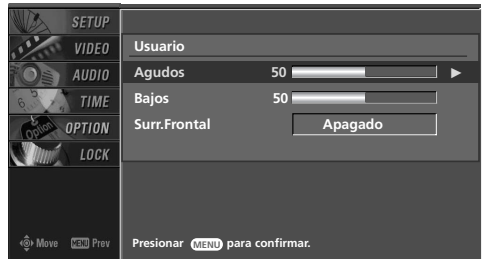 SETUP
VIDEO
AUDIO
TIME
OPTION
LOCK
Move MENU Prev
Usuario
Agudos 50
Bajos 50
Surr.Frontal Apagado
Presionar MENU para confirmar.